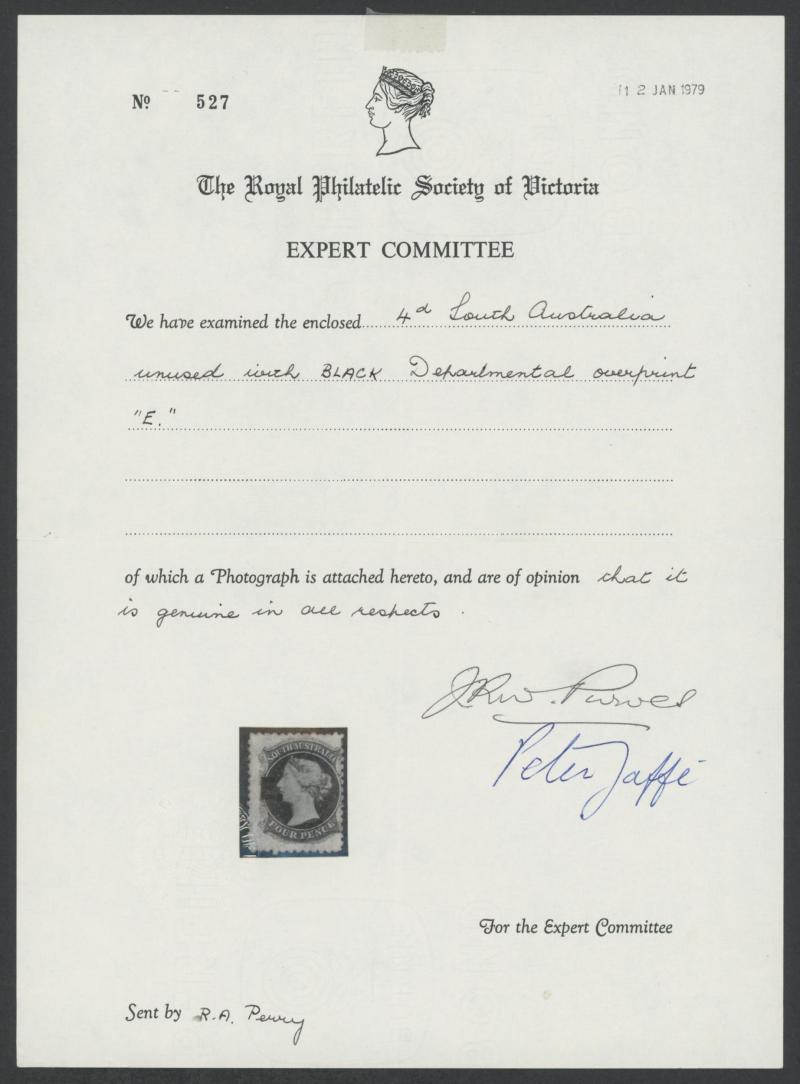 Nº 527
12 JAN 1979
The Royal Philatelic Society of Victoria
EXPERT COMMITTEE
We have examined the enclosed 4d South Australia
unused with BLACK Departmental overprint
"E."
of which a Photograph is attached hereto, and are of opinion that it
is genuine in all respects.
J.R.W. Purves
Peter Jaffé
SOUTH AUSTRALIA
FOUR PENCE
For the Expert Committee
Sent by R.A. Perry